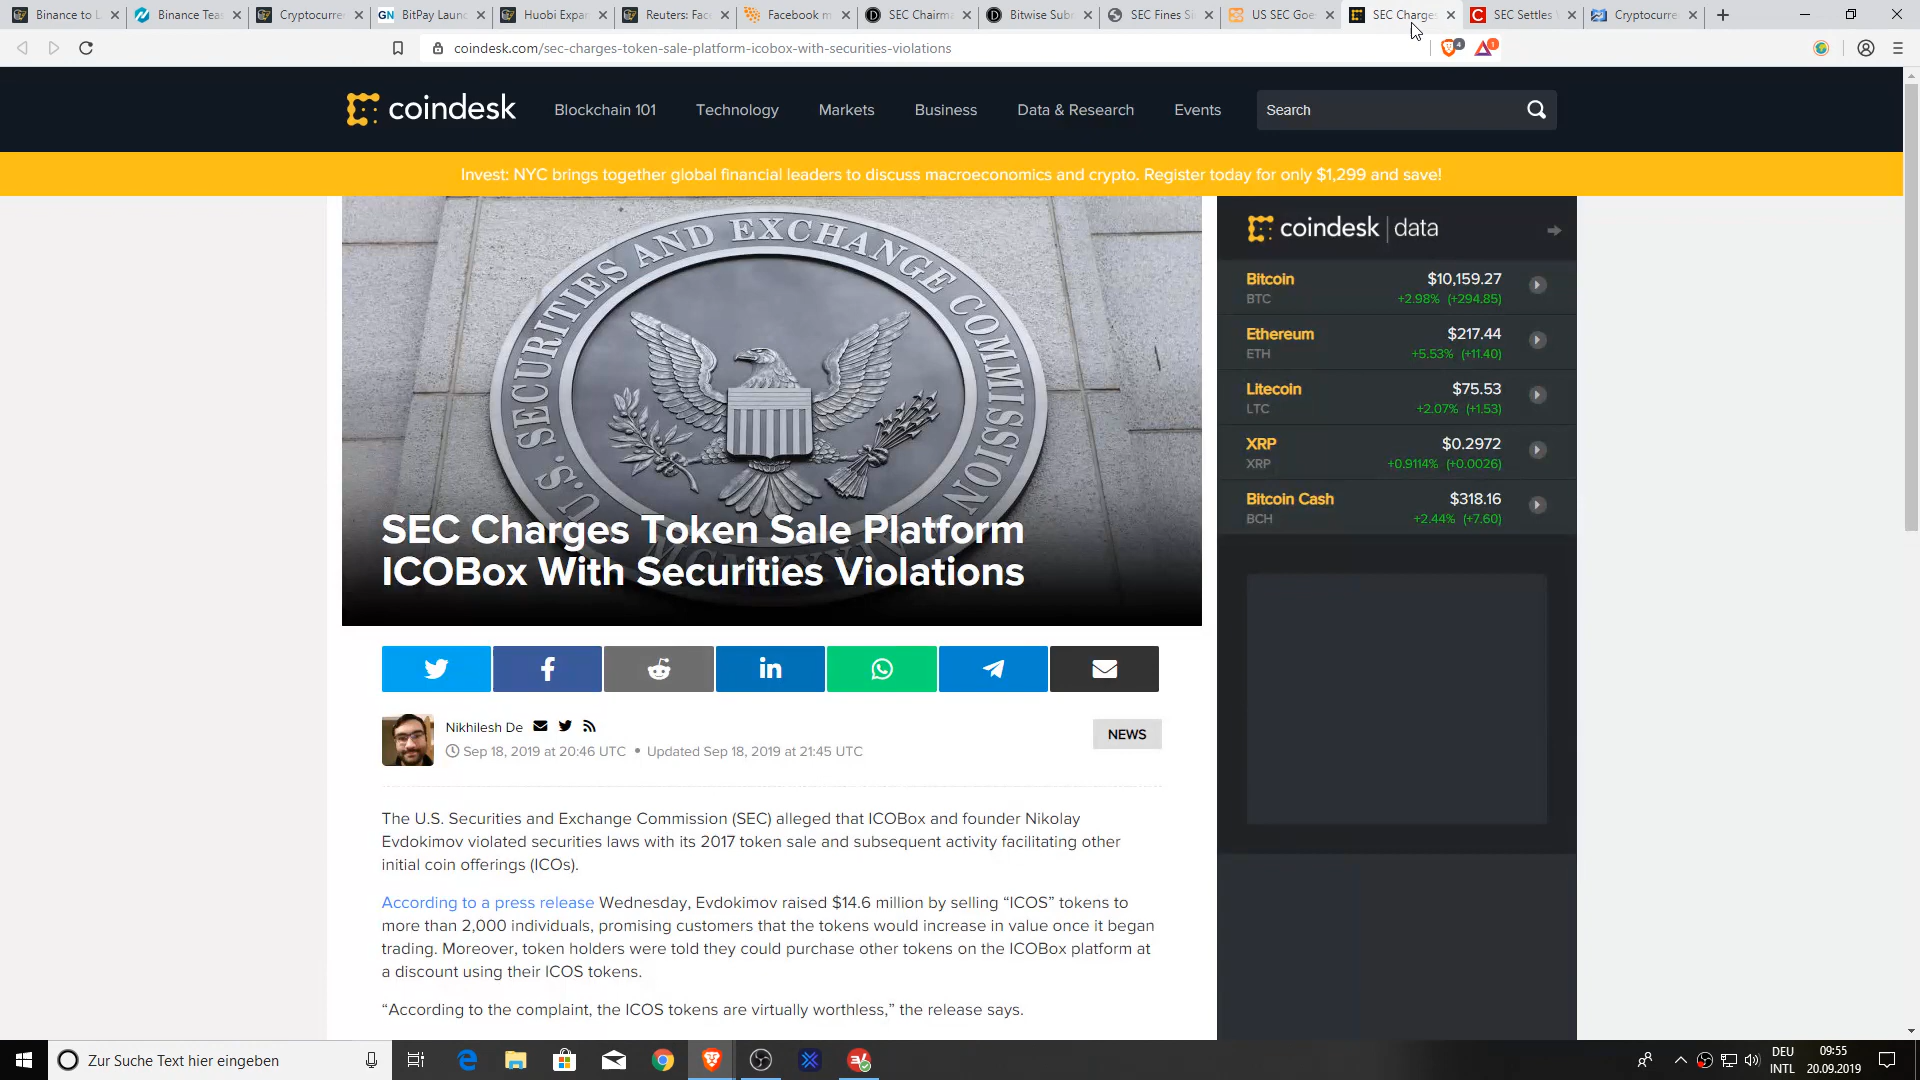 Binance to L
Binance Teas
Cryptocurre
BitPay Laun
Huobi Expa
Reuters: Fac
Facebook m
SEC Chairm
Bitwise Sub
SEC Fines Si
US SEC Goe
SEC Charges
SEC Settles
Cryptocurre
coindesk.com/sec-charges-token-sale-platform-icobox-with-securities-violations
4
1
coindesk
Blockchain 101
Technology
Markets
Business
Data & Research
Events
Search
Invest: NYC brings together global financial leaders to discuss macroeconomics and crypto. Register today for only $1,299 and save!
U.S. SECURITIES AND EXCHANGE COMMISSION
MCMXXXIV
SEC Charges Token Sale Platform
ICOBox With Securities Violations
coindesk | data
Bitcoin $10,159.27
BTC +2.98% (+294.85)
Ethereum $217.44
ETH +5.53% (+11.40)
Litecoin $75.53
LTC +2.07% (+1.53)
XRP $0.2972
XRP +0.9114% (+0.0026)
Bitcoin Cash $318.16
BCH +2.44% (+7.60)
Nikhilesh De
Sep 18, 2019 at 20:46 UTC • Updated Sep 18, 2019 at 21:45 UTC
NEWS
The U.S. Securities and Exchange Commission (SEC) alleged that ICOBox and founder Nikolay
Evdokimov violated securities laws with its 2017 token sale and subsequent activity facilitating other
initial coin offerings (ICOs).
According to a press release Wednesday, Evdokimov raised $14.6 million by selling “ICOS” tokens to
more than 2,000 individuals, promising customers that the tokens would increase in value once it began
trading. Moreover, token holders were told they could purchase other tokens on the ICOBox platform at
a discount using their ICOS tokens.
“According to the complaint, the ICOS tokens are virtually worthless,” the release says.
Zur Suche Text hier eingeben
DEU
INTL
09:55
20.09.2019